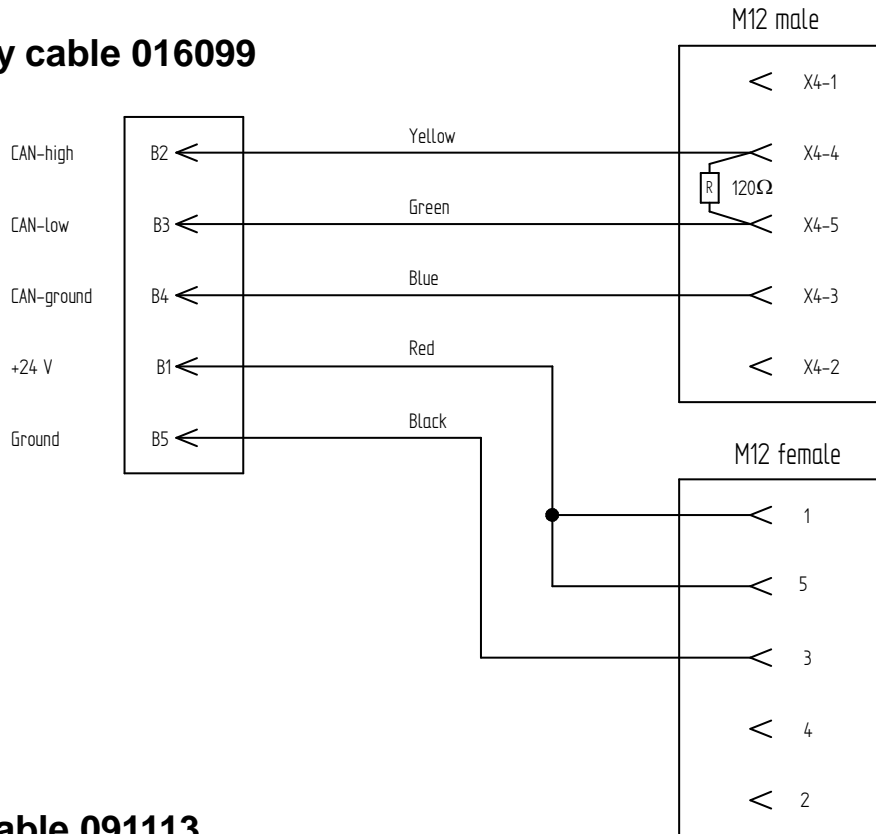 M12 male
y cable 016099
X4-1
CAN-high B2 Yellow X4-4
R 120Ω
CAN-low B3 Green X4-5
CAN-ground B4 Blue X4-3
+24 V B1 Red X4-2
Ground B5 Black
M12 female
1
5
3
4
2
able 091113